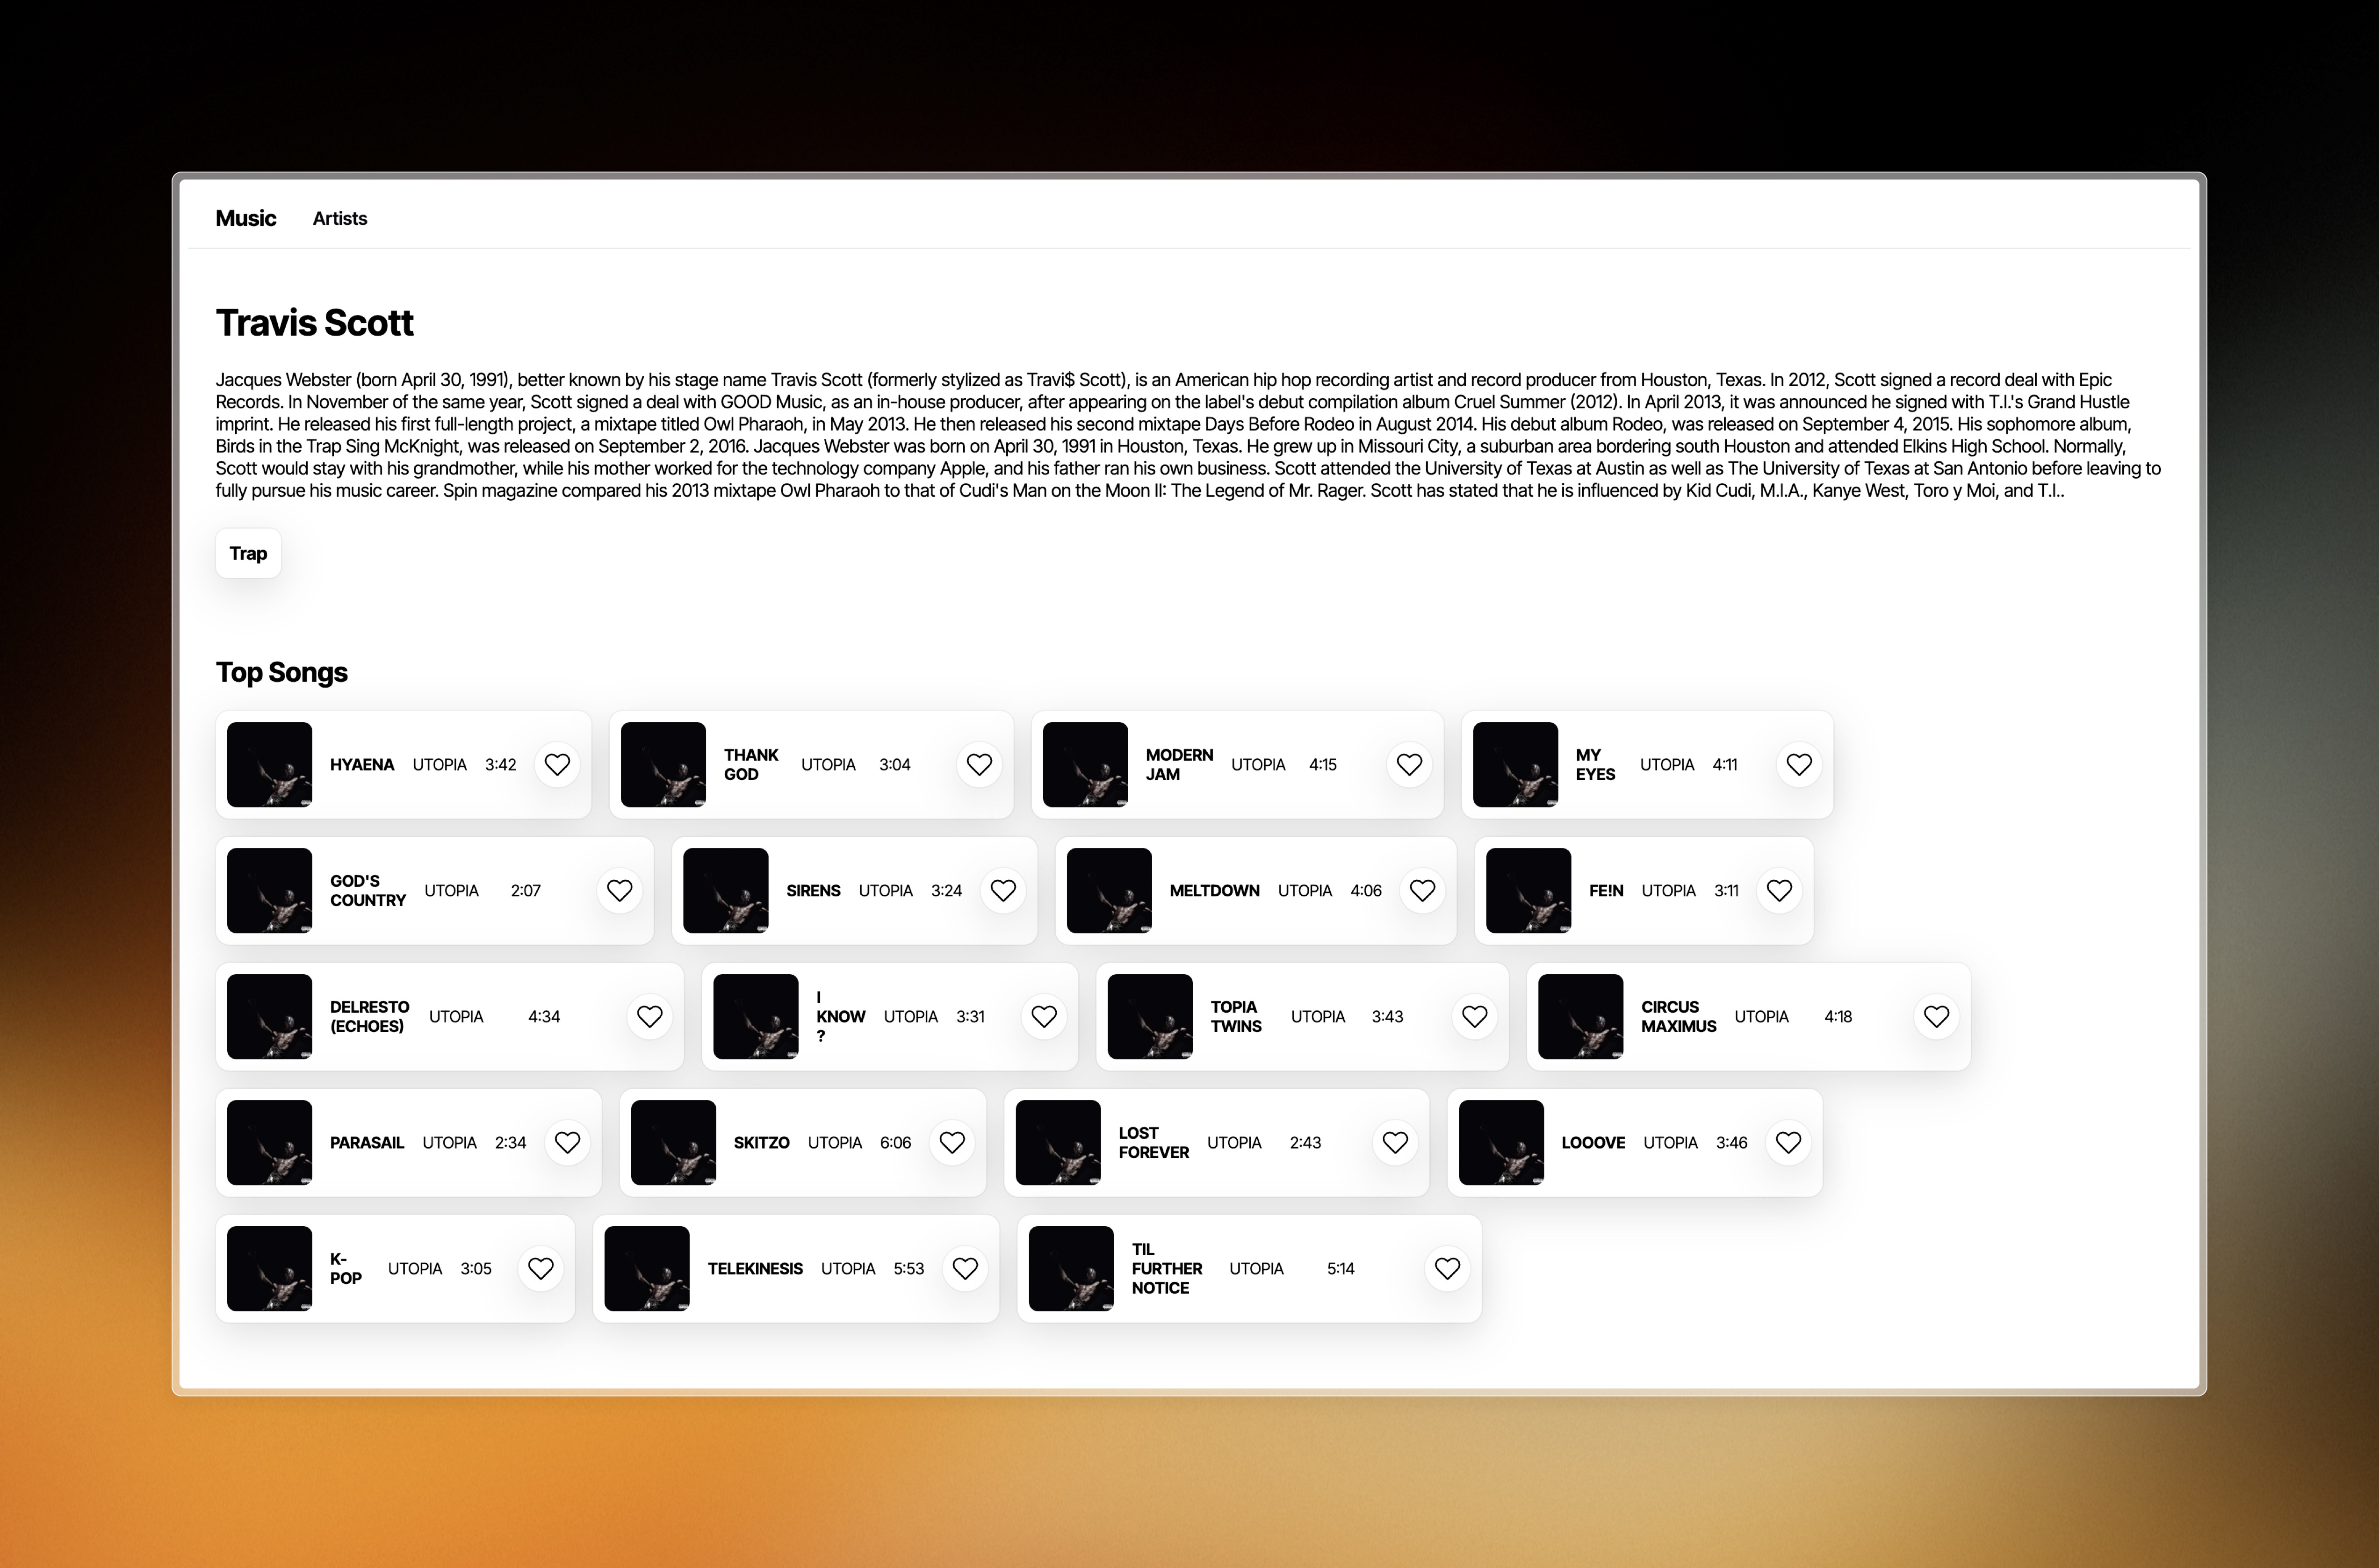 Music Artists
Travis Scott
Jacques Webster (born April 30, 1991), better known by his stage name Travis Scott (formerly stylized as Travi$ Scott), is an American hip hop recording artist and record producer from Houston, Texas. In 2012, Scott signed a record deal with Epic
Records. In November of the same year, Scott signed a deal with GOOD Music, as an in-house producer, after appearing on the label's debut compilation album Cruel Summer (2012). In April 2013, it was announced he signed with T.I.'s Grand Hustle
imprint. He released his first full-length project, a mixtape titled Owl Pharaoh, in May 2013. He then released his second mixtape Days Before Rodeo in August 2014. His debut album Rodeo, was released on September 4, 2015. His sophomore album,
Birds in the Trap Sing McKnight, was released on September 2, 2016. Jacques Webster was born on April 30, 1991 in Houston, Texas. He grew up in Missouri City, a suburban area bordering south Houston and attended Elkins High School. Normally,
Scott would stay with his grandmother, while his mother worked for the technology company Apple, and his father ran his own business. Scott attended the University of Texas at Austin as well as The University of Texas at San Antonio before leaving to
fully pursue his music career. Spin magazine compared his 2013 mixtape Owl Pharaoh to that of Cudi's Man on the Moon II: The Legend of Mr. Rager. Scott has stated that he is influenced by Kid Cudi, M.I.A., Kanye West, Toro y Moi, and T.I..
Trap
Top Songs
HYAENA UTOPIA 3:42
THANK
GOD
UTOPIA 3:04
MODERN
JAM
UTOPIA 4:15
MY
EYES
UTOPIA 4:11
GOD'S
COUNTRY
UTOPIA 2:07
SIRENS UTOPIA 3:24
MELTDOWN UTOPIA 4:06
FE!N UTOPIA 3:11
DELRESTO
(ECHOES)
UTOPIA 4:34
I
KNOW
?
UTOPIA 3:31
TOPIA
TWINS
UTOPIA 3:43
CIRCUS
MAXIMUS
UTOPIA 4:18
PARASAIL UTOPIA 2:34
SKITZO UTOPIA 6:06
LOST
FOREVER
UTOPIA 2:43
LOOOVE UTOPIA 3:46
K-
POP
UTOPIA 3:05
TELEKINESIS UTOPIA 5:53
TIL
FURTHER
NOTICE
UTOPIA 5:14